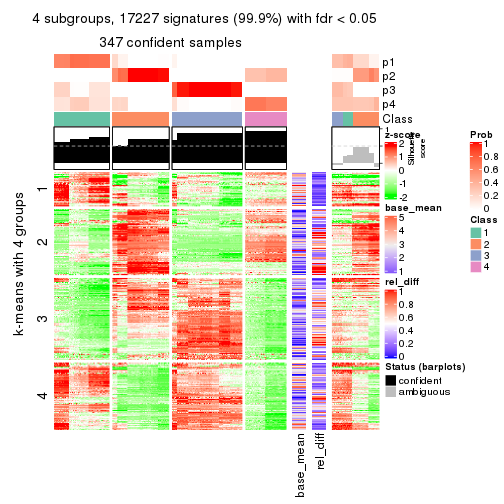 4 subgroups, 17227 signatures (99.9%) with fdr < 0.05
347 confident samples
p1
p2
p3
p4
Class
1
Silhouette
score
k-means with 4 groups
1
2
3
4
base_mean
rel_diff
z-score
2
1
0
-1
-2
base_mean
5
4
3
2
1
rel_diff
1
0.8
0.6
0.4
0.2
0
Status (barplots)
confident
ambiguous
Prob
1
0.8
0.6
0.4
0.2
0
Class
1
2
3
4